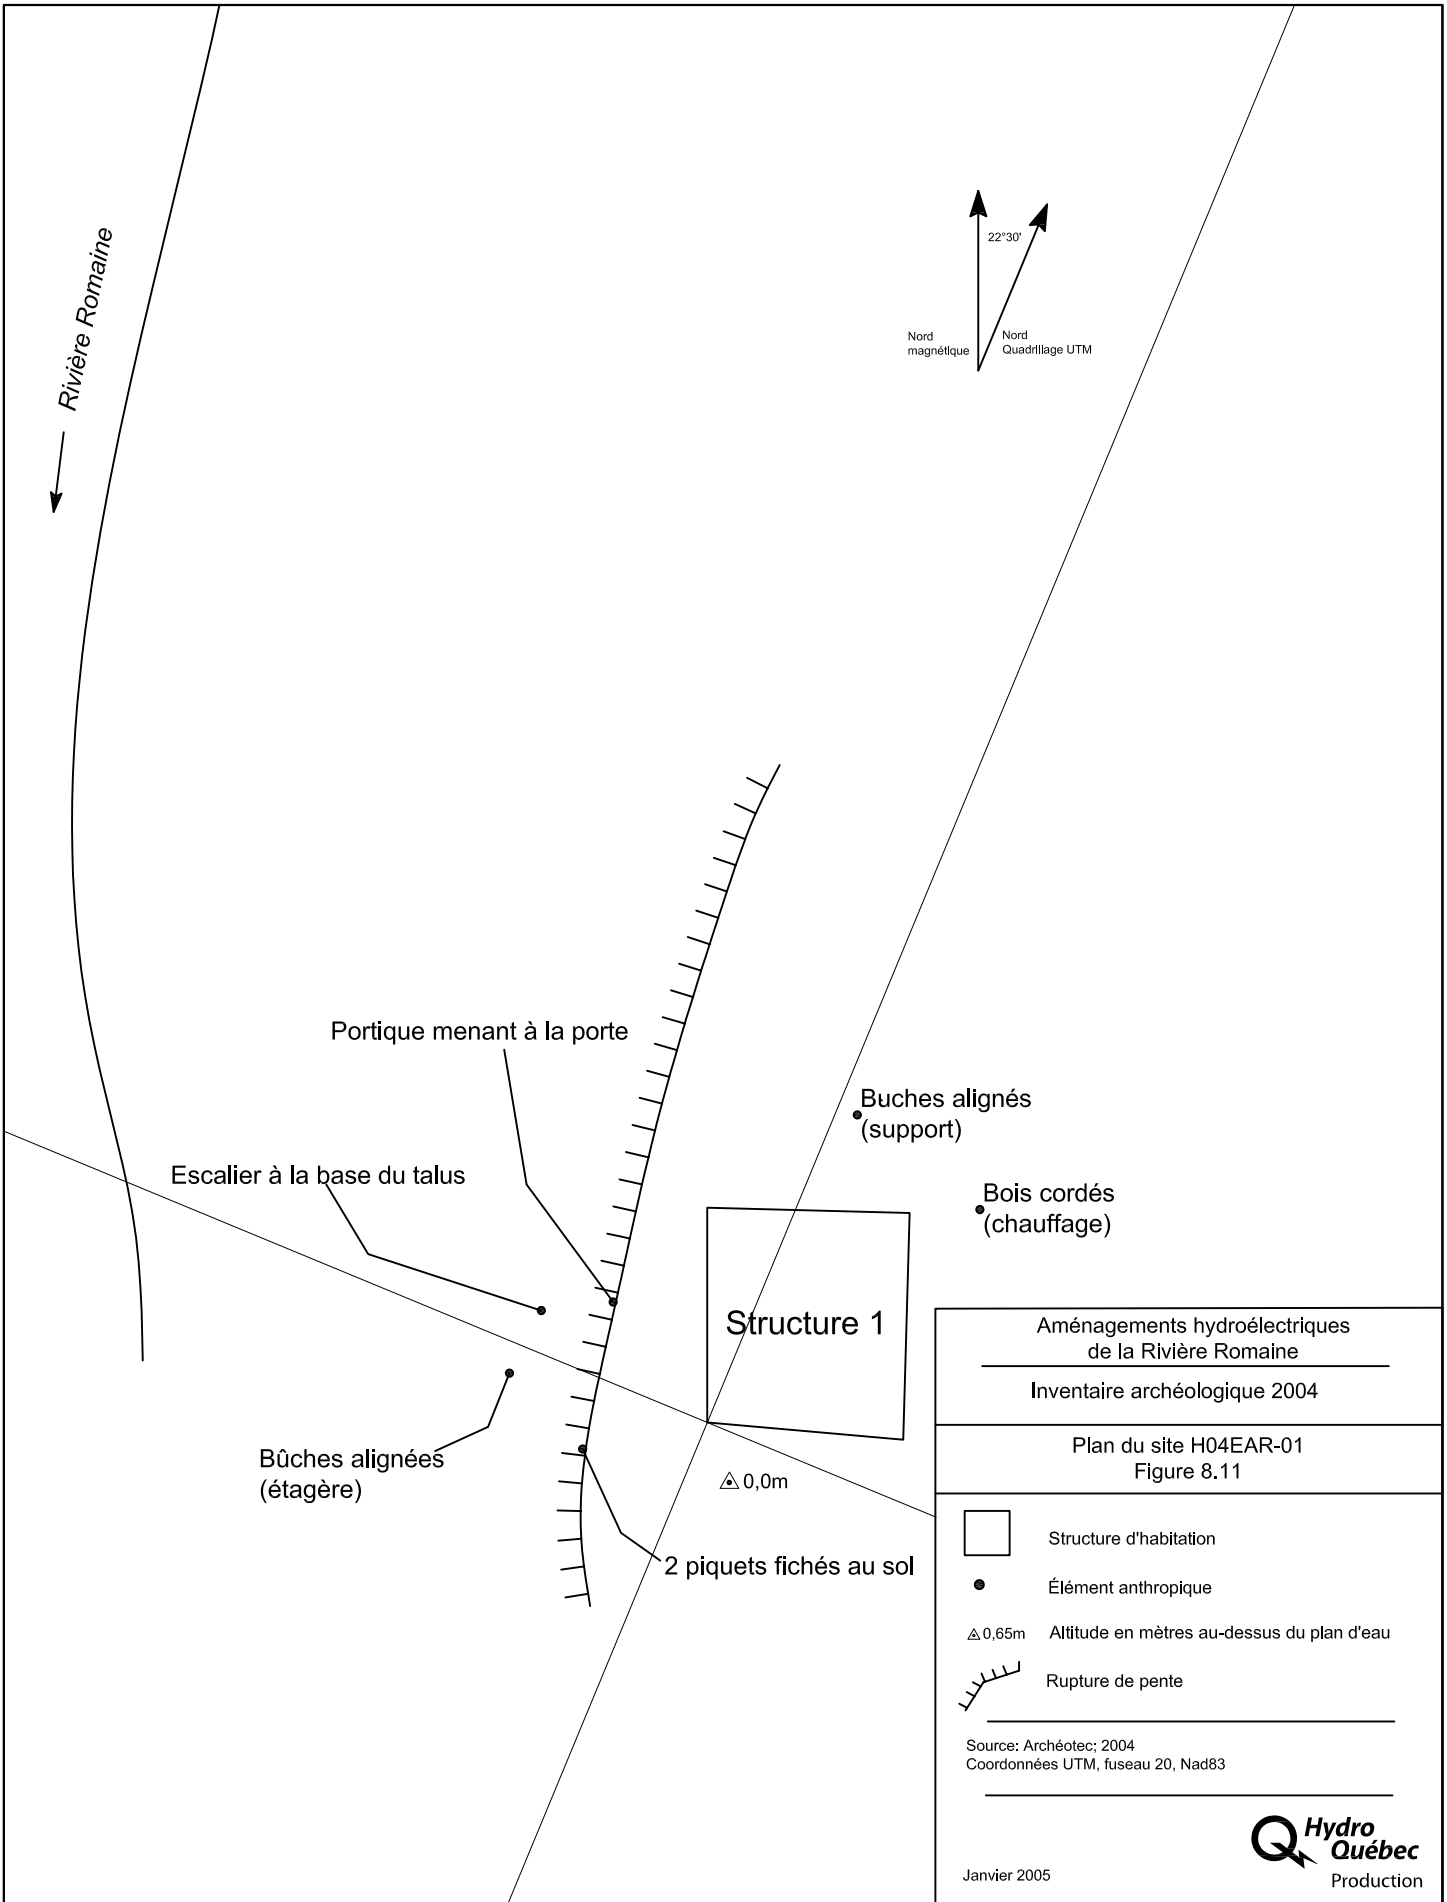 Rivière Romaine
22°30'
Nord
magnétique
Nord
Quadrillage UTM
Portique menant à la porte
Buches alignés
(support)
Escalier à la base du talus
Bois cordés
(chauffage)
Structure 1
Bûches alignées
(étagère)
0,0m
2 piquets fichés au sol
Aménagements hydroélectriques
de la Rivière Romaine
Inventaire archéologique 2004
Plan du site H04EAR-01
Figure 8.11
Structure d'habitation
Élément anthropique
0,65m Altitude en mètres au-dessus du plan d'eau
Rupture de pente
Source: Archéotec; 2004
Coordonnées UTM, fuseau 20, Nad83
Hydro
Québec
Production
Janvier 2005